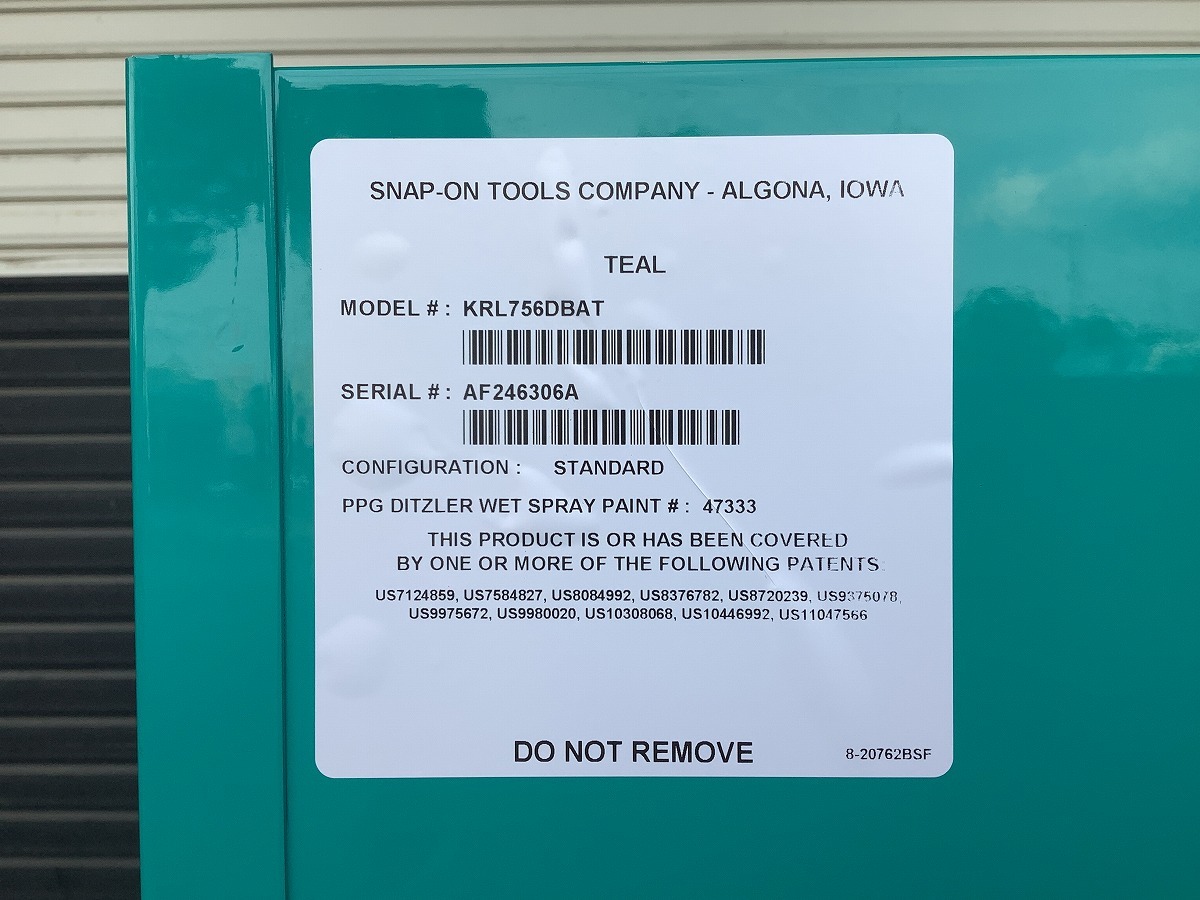 SNAP-ON TOOLS COMPANY - ALGONA, IOWA
TEAL
MODEL # : KRL756DBAT
SERIAL # : AF246306A
CONFIGURATION : STANDARD
PPG DITZLER WET SPRAY PAINT # : 47333
THIS PRODUCT IS OR HAS BEEN COVERED
BY ONE OR MORE OF THE FOLLOWING PATENTS:
US7124859, US7584827, US8084992, US8376782, US8720239, US9375078,
US9975672, US9980020, US10308068, US10446992, US11047566
DO NOT REMOVE
8-20762BSF